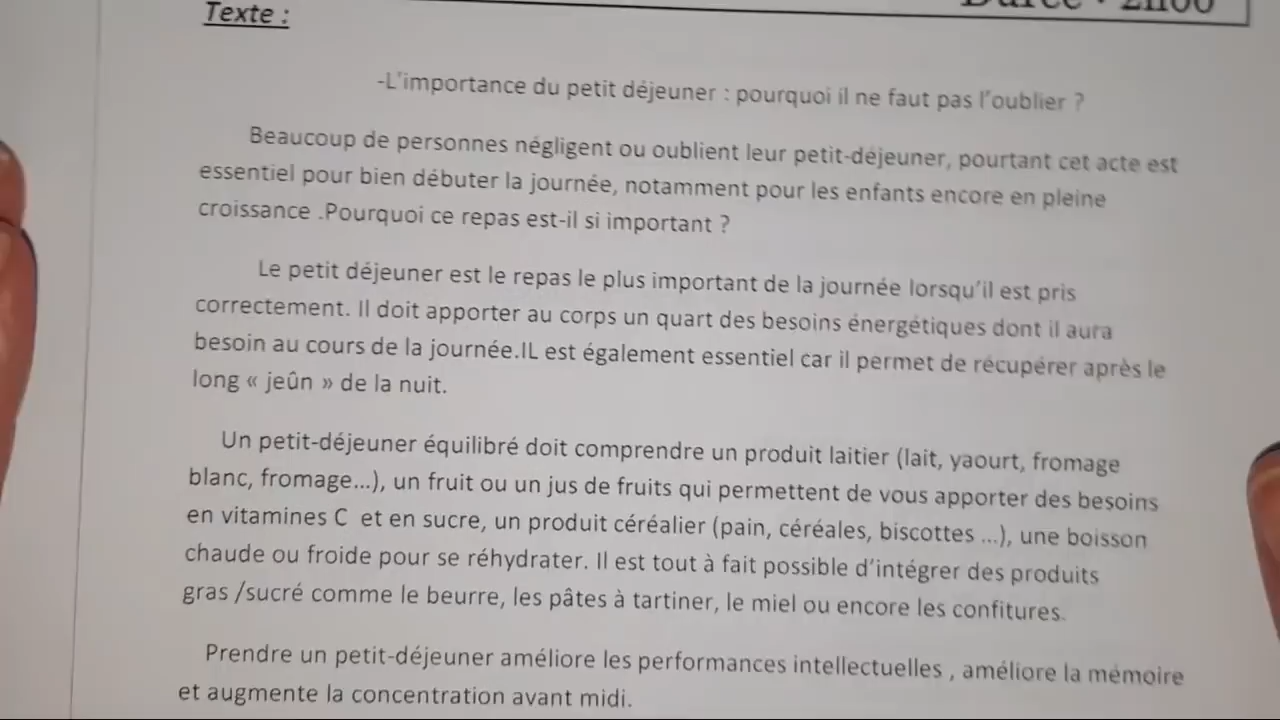 Texte :
Durée : 2h00
-L'importance du petit déjeuner : pourquoi il ne faut pas l'oublier ?
Beaucoup de personnes négligent ou oublient leur petit-déjeuner, pourtant cet acte est
essentiel pour bien débuter la journée, notamment pour les enfants encore en pleine
croissance .Pourquoi ce repas est-il si important ?
Le petit déjeuner est le repas le plus important de la journée lorsqu'il est pris
correctement. Il doit apporter au corps un quart des besoins énergétiques dont il aura
besoin au cours de la journée.IL est également essentiel car il permet de récupérer après le
long « jeûn » de la nuit.
Un petit-déjeuner équilibré doit comprendre un produit laitier (lait, yaourt, fromage
blanc, fromage...), un fruit ou un jus de fruits qui permettent de vous apporter des besoins
en vitamines C et en sucre, un produit céréalier (pain, céréales, biscottes ...), une boisson
chaude ou froide pour se réhydrater. Il est tout à fait possible d'intégrer des produits
gras /sucré comme le beurre, les pâtes à tartiner, le miel ou encore les confitures.
Prendre un petit-déjeuner améliore les performances intellectuelles , améliore la mémoire
et augmente la concentration avant midi.